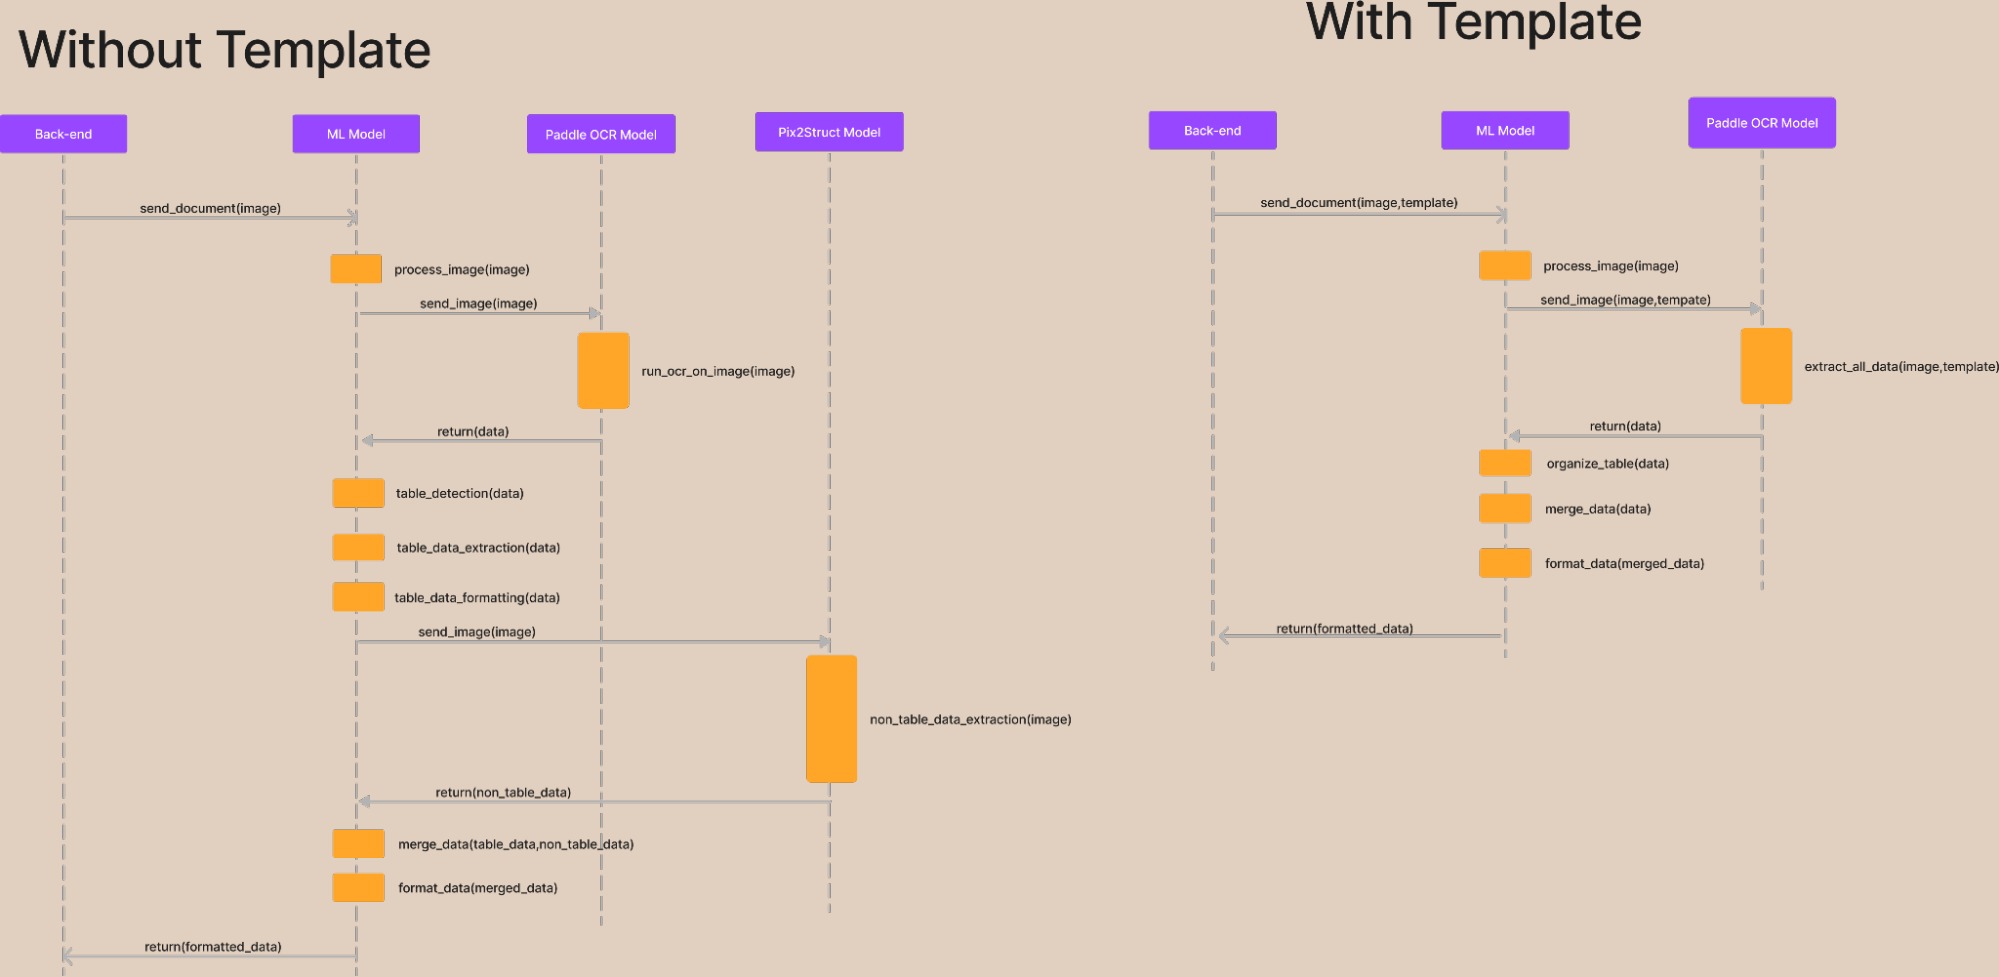 Without Template
Back-end
ML Model
Paddle OCR Model
Pix2Struct Model
send_document(image)
process_image(image)
send_image(image)
run_ocr_on_image(image)
return(data)
table_detection(data)
table_data_extraction(data)
table_data_formatting(data)
send_image(image)
non_table_data_extraction(image)
return(non_table_data)
merge_data(table_data,non_table_data)
format_data(merged_data)
return(formatted_data)
With Template
Back-end
ML Model
Paddle OCR Model
send_document(image,template)
process_image(image)
send_image(image,tempate)
extract_all_data(image,template)
return(data)
organize_table(data)
merge_data(data)
format_data(merged_data)
return(formatted_data)